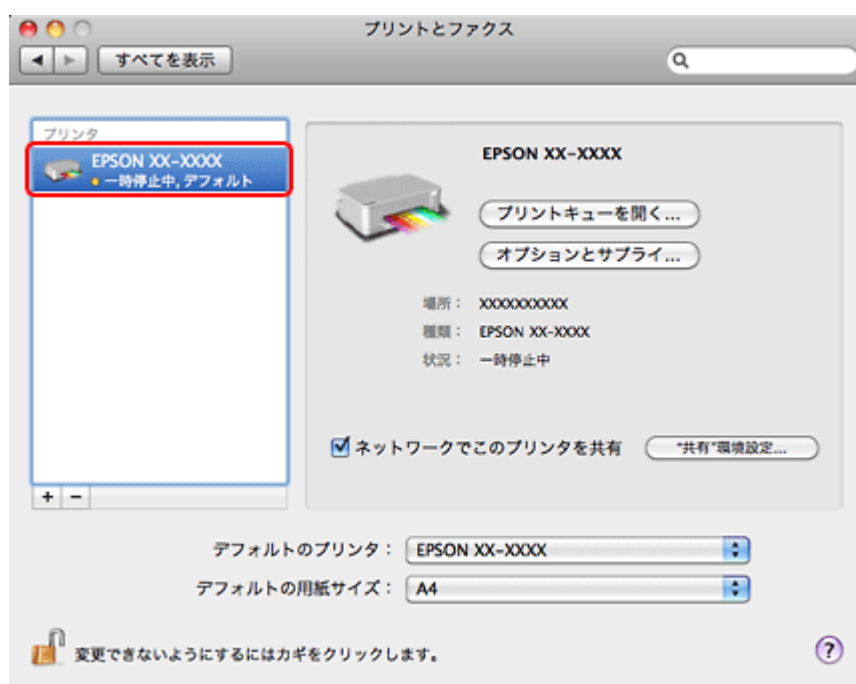 プリントとファクス
すべてを表示
プリンタ
EPSON XX-XXXX
一時停止中, デフォルト
EPSON XX-XXXX
プリントキューを開く...
オプションとサプライ...
場所： XXXXXXXXXX
種類： EPSON XX-XXXX
状況： 一時停止中
ネットワークでこのプリンタを共有 "共有"環境設定...
+ −
デフォルトのプリンタ： EPSON XX-XXXX
デフォルトの用紙サイズ： A4
変更できないようにするにはカギをクリックします。 ?